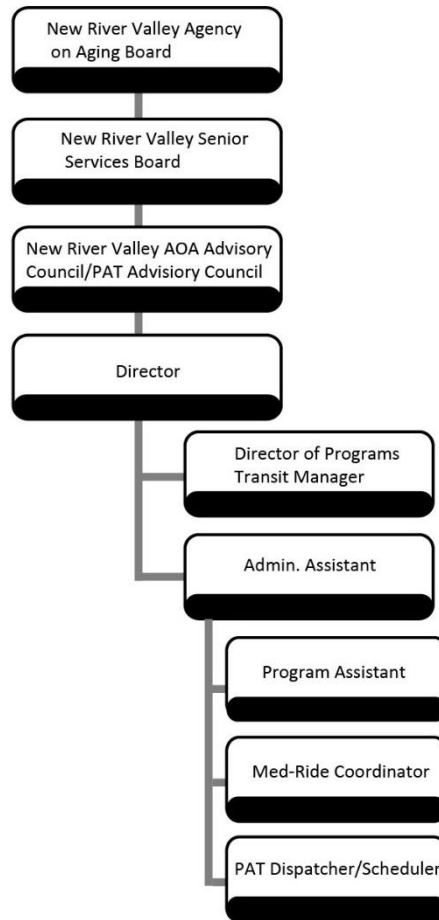 New River Valley Agency
on Aging Board
New River Valley Senior
Services Board
New River Valley AOA Advisory
Council/PAT Advisiory Council
Director
Director of Programs
Transit Manager
Admin. Assistant
Program Assistant
Med-Ride Coordinator
PAT Dispatcher/Scheduler